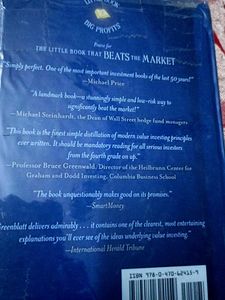 LITTLE BOOK
BIG PROFITS
Praise for
THE LITTLE BOOK THAT BEATS THE MARKET
"Simply perfect. One of the most important investment books of the last 50 years!"
—Michael Price
"A landmark book—a stunningly simple and low-risk way to
significantly beat the market!"
—Michael Steinhardt, the Dean of Wall Street hedge fund managers
"This book is the finest simple distillation of modern value investing principles
ever written. It should be mandatory reading for all serious investors
from the fourth grade on up."
—Professor Bruce Greenwald, Director of the Heilbrunn Center for
Graham and Dodd Investing, Columbia Business School
"The book unquestionably makes good on its promises."
—SmartMoney
Greenblatt delivers admirably . . . it contains one of the clearest, most entertaining
explanations you'll ever see of the ideas underlying value investing."
—International Herald Tribune
ISBN 978-0-470-62415-9